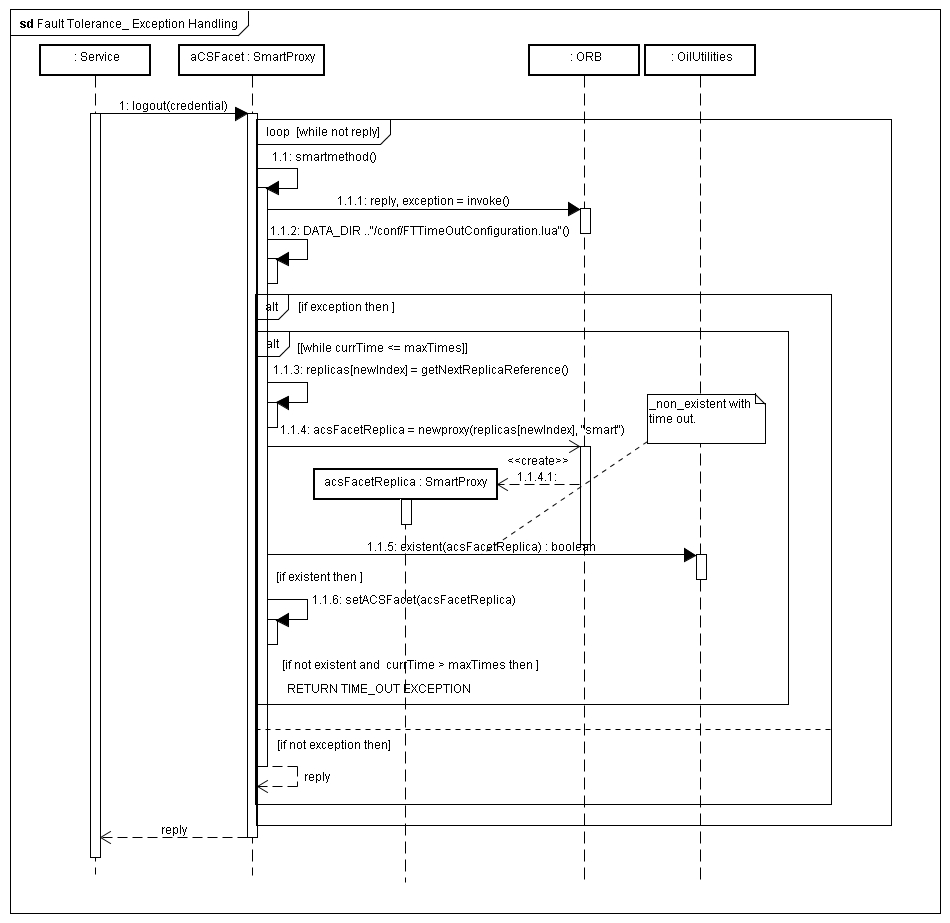 sd Fault Tolerance_ Exception Handling
: Service
aCSFacet : SmartProxy
: ORB
: OilUtilities
1: logout(credential)
loop [while not reply]
1.1: smartmethod()
1.1.1: reply, exception = invoke()
1.1.2: DATA_DIR .."/conf/FTTimeOutConfiguration.lua"()
alt [if exception then ]
alt [[while currTime <= maxTimes]]
1.1.3: replicas[newIndex] = getNextReplicaReference()
_non_existent with
time out.
1.1.4: acsFacetReplica = newproxy(replicas[newIndex], "smart")
<<create>>
1.1.4.1:
acsFacetReplica : SmartProxy
1.1.5: existent(acsFacetReplica) : boolean
[if existent then ]
1.1.6: setACSFacet(acsFacetReplica)
[if not existent and currTime > maxTimes then ]
RETURN TIME_OUT EXCEPTION
[if not exception then]
reply
reply